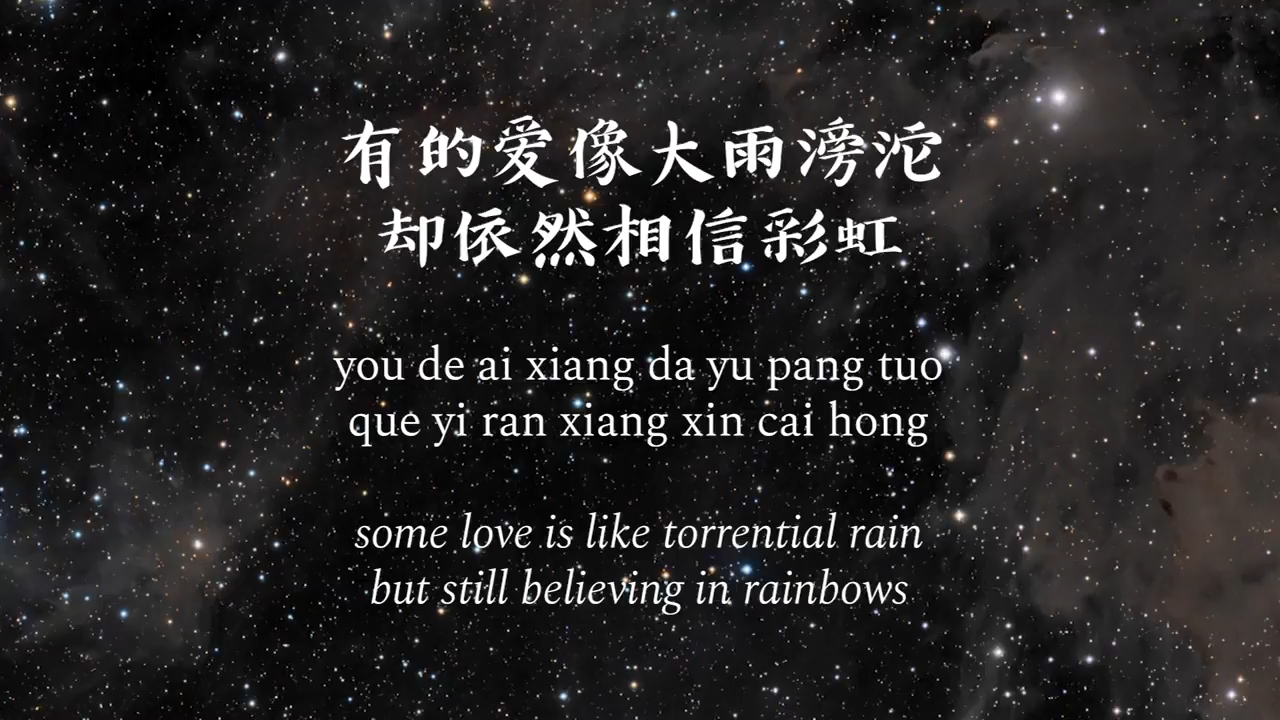 有的爱像大雨滂沱
却依然相信彩虹
you de ai xiang da yu pang tuo
que yi ran xiang xin cai hong
some love is like torrential rain
but still believing in rainbows